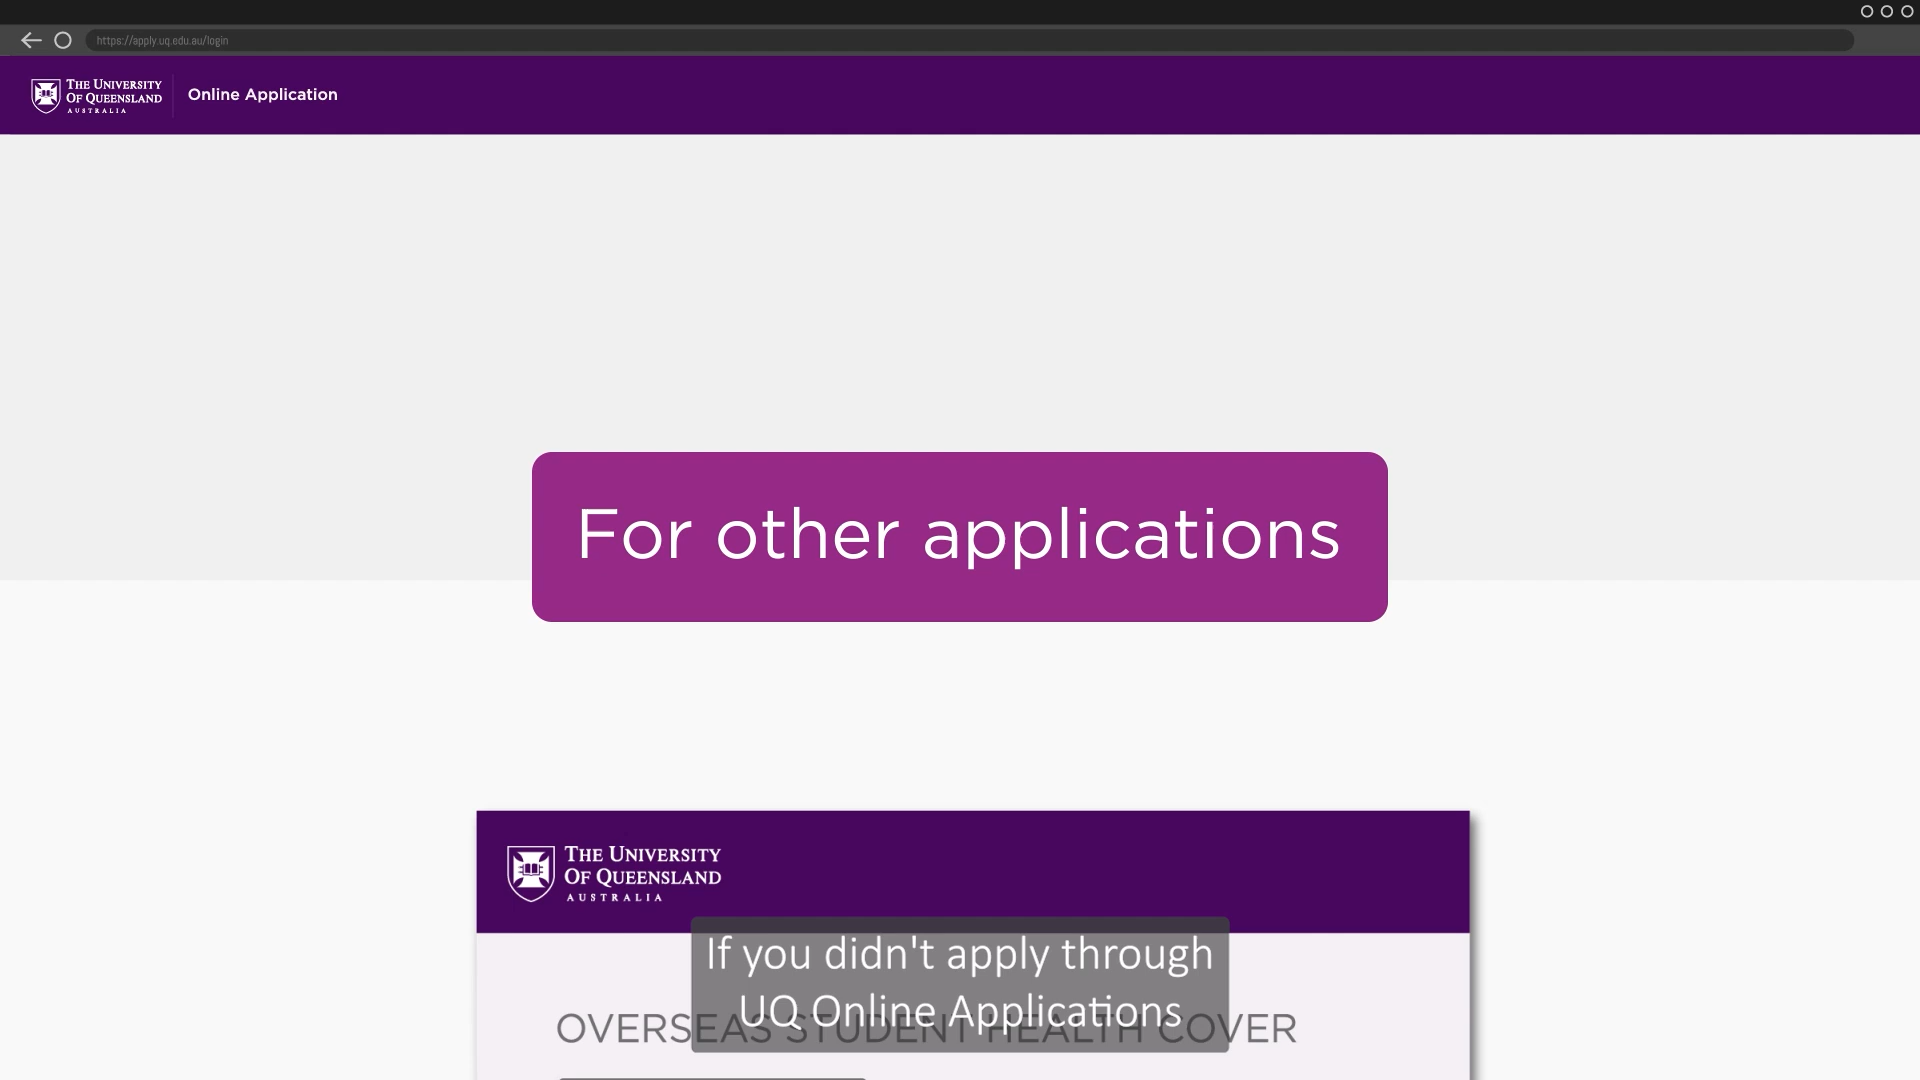 https://apply.uq.edu.au/login
THE UNIVERSITY
OF QUEENSLAND
AUSTRALIA
Online Application
For other applications
THE UNIVERSITY
OF QUEENSLAND
AUSTRALIA
If you didn't apply through
UQ Online Applications
OVERSEAS STUDENT HEALTH COVER